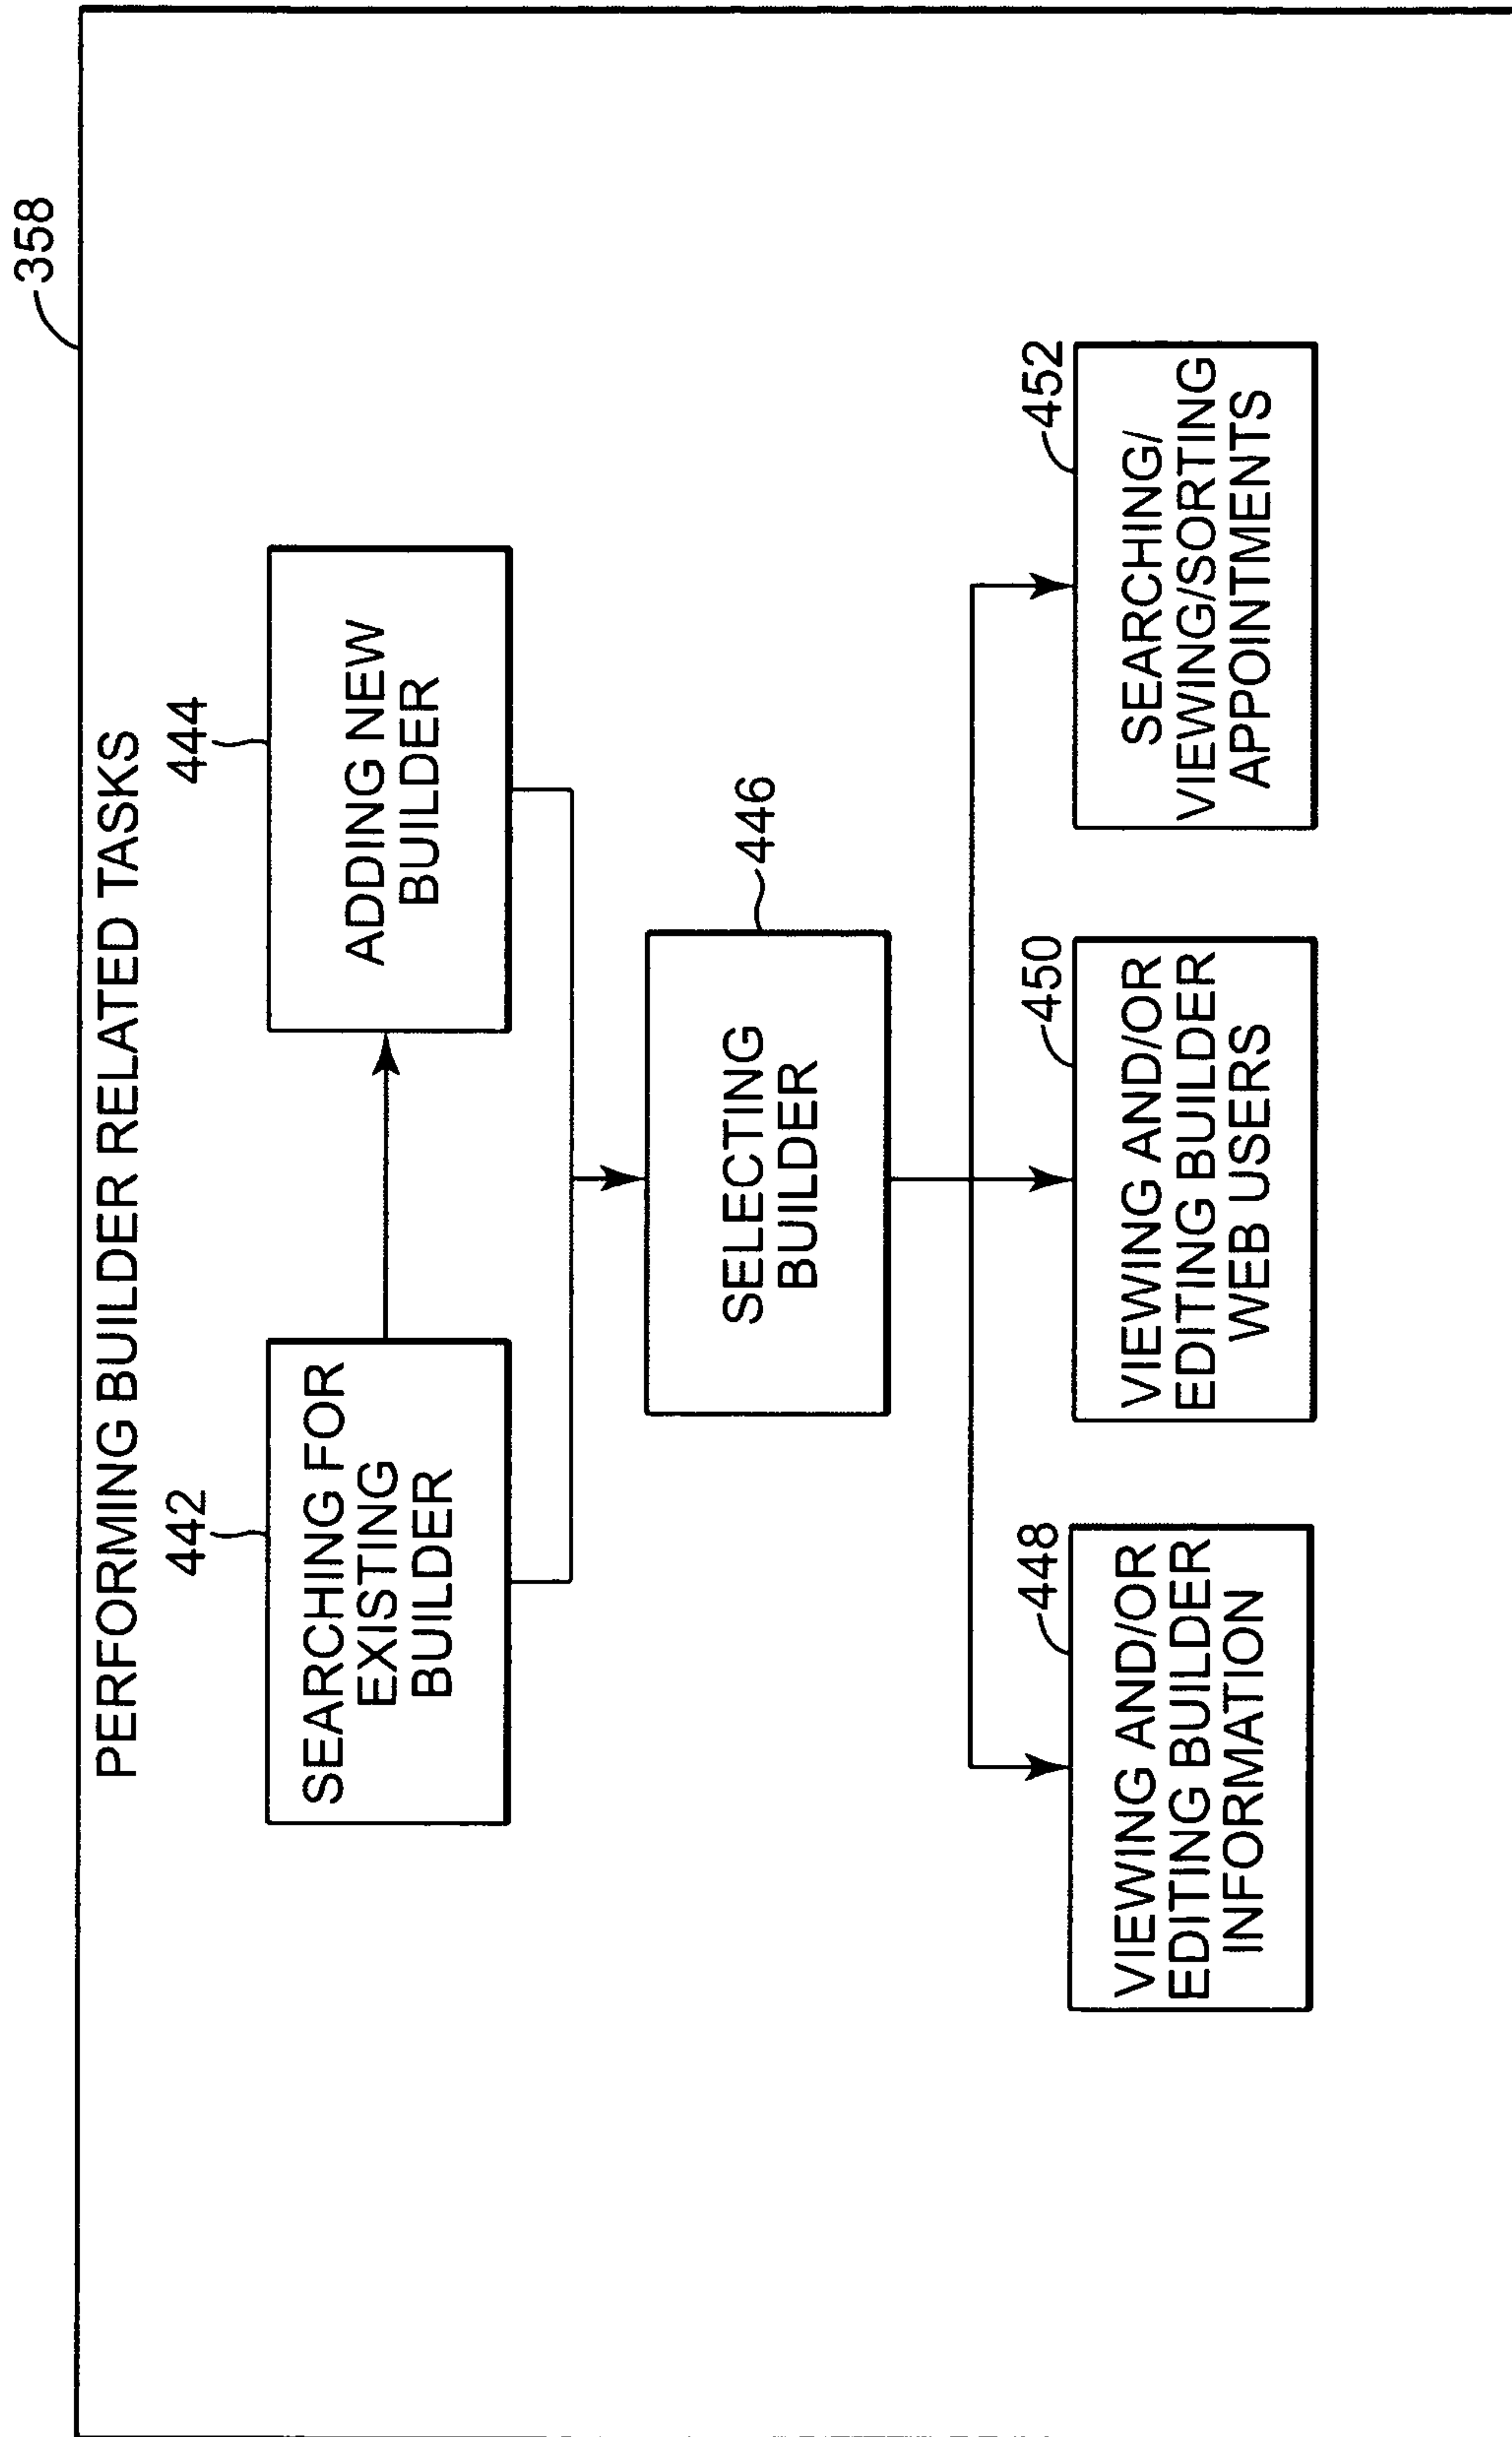 358
PERFORMING BUILDER RELATED TASKS
442
SEARCHING FOR
EXISTING
BUILDER
444
ADDING NEW
BUILDER
446
SELECTING
BUILDER
448
VIEWING AND/OR
EDITING BUILDER
INFORMATION
450
VIEWING AND/OR
EDITING BUILDER
WEB USERS
452
SEARCHING/
VIEWING/SORTING
APPOINTMENTS